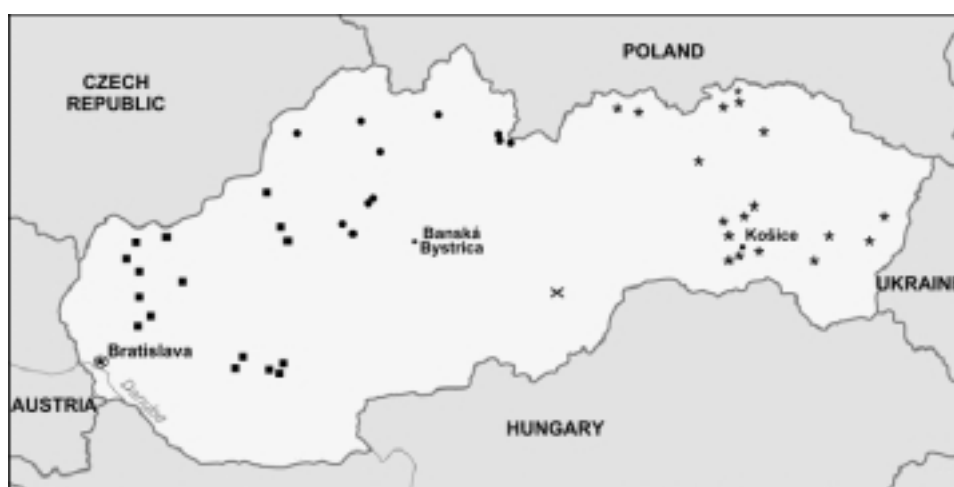 POLAND
CZECH
REPUBLIC
Banská
Bystrica
Košice
UKRAINE
Bratislava
Danube
AUSTRIA
HUNGARY